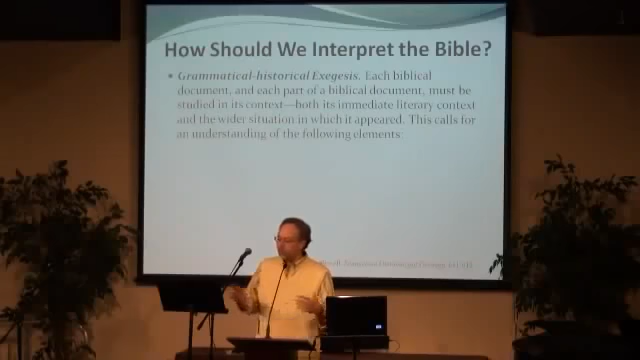 How Should We Interpret the Bible?
• Grammatical-historical Exegesis. Each biblical
document, and each part of a biblical document, must be
studied in its context—both its immediate literary context
and the wider situation in which it appeared. This calls
for an understanding of the following elements: